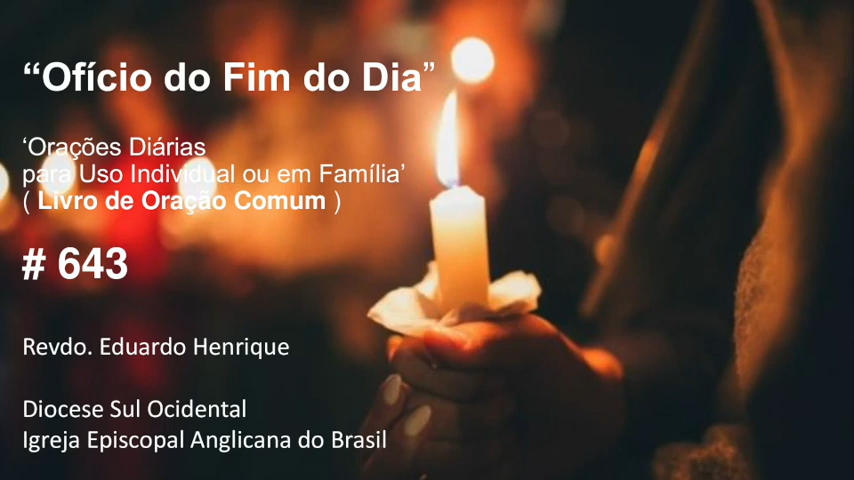 “Ofício do Fim do Dia”
‘Orações Diárias
para Uso Individual ou em Família’
( Livro de Oração Comum )
# 643
Revdo. Eduardo Henrique
Diocese Sul Ocidental
Igreja Episcopal Anglicana do Brasil